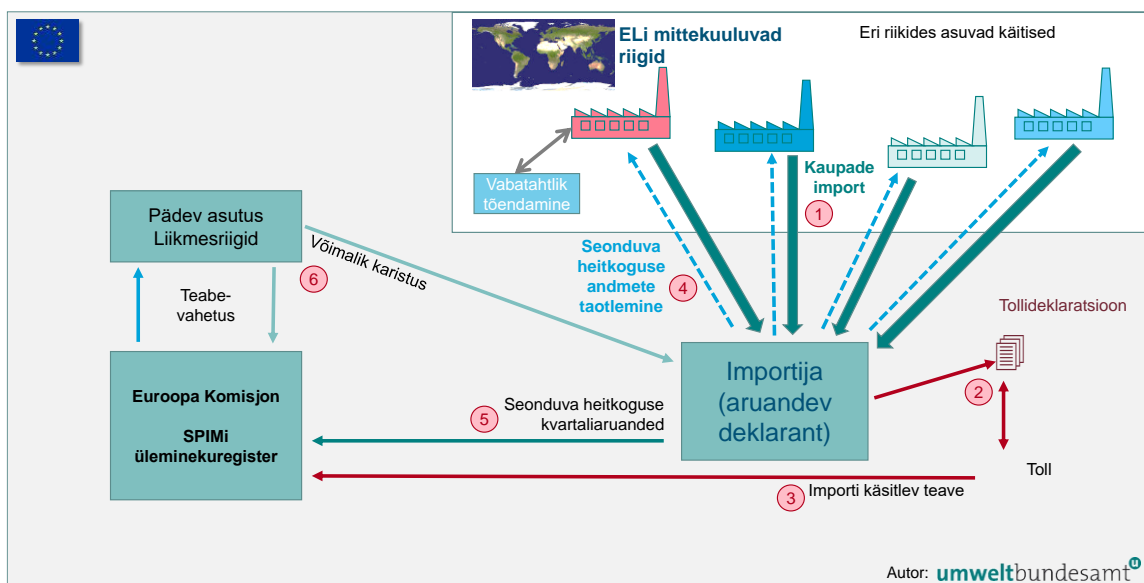 ELi mittekuuluvad
riigid
Eri riikides asuvad käitised
Vabatahtlik
tõendamine
Kaupade
import
1
Pädev asutus
Liikmesriigid
Võimalik karistus
6
Seonduva
heitkoguse
andmete
taotlemine
4
Teabe-
vahetus
Tollideklaratsioon
Euroopa Komisjon
SPIMi
üleminekuregister
Importija
(aruandev
deklarant)
2
5
Seonduva heitkoguse
kvartaliaruanded
Toll
3
Importi käsitlev teave
Autor: umweltbundesamt u